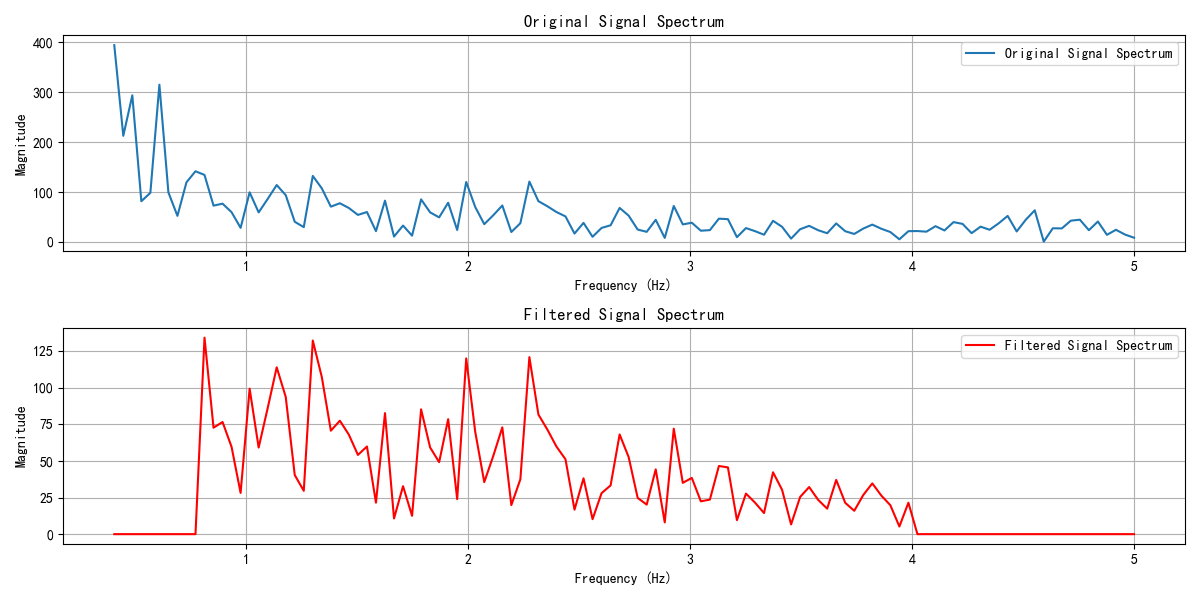 Original Signal Spectrum
400
300
200
100
0
Magnitude
Original Signal Spectrum
1 2 3 4 5
Frequency (Hz)
Filtered Signal Spectrum
125
100
75
50
25
0
Magnitude
Filtered Signal Spectrum
1 2 3 4 5
Frequency (Hz)